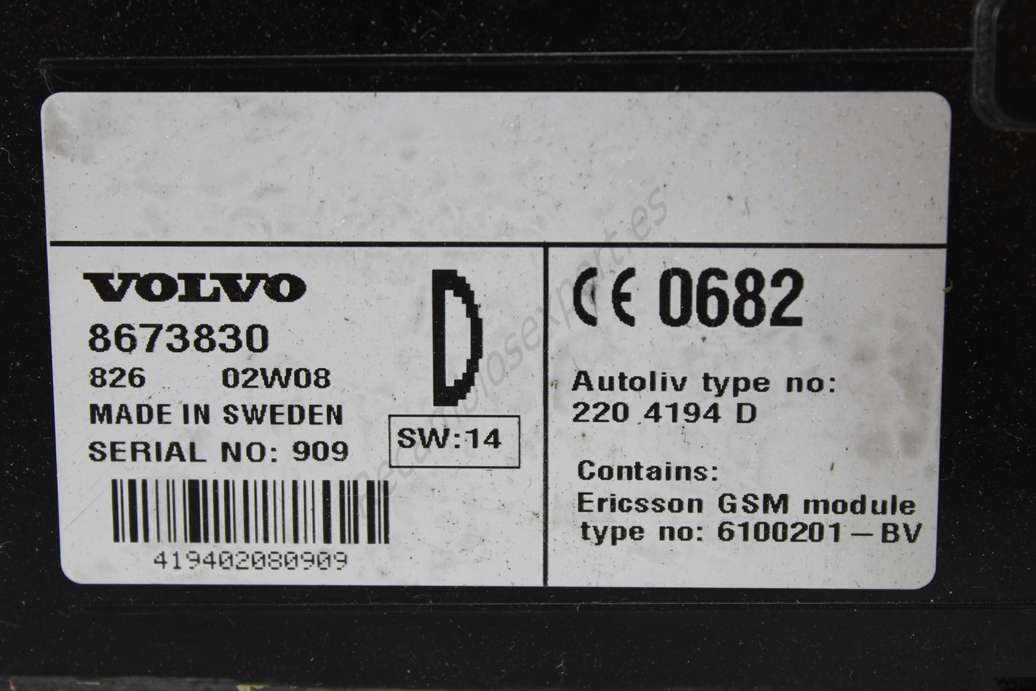 VOLVO
8673830
826 02W08
MADE IN SWEDEN
SERIAL NO: 909
D
SW:14
419402080909
CE 0682
Autoliv type no:
220 4194 D
Contains:
Ericsson GSM module
type no: 6100201-BV